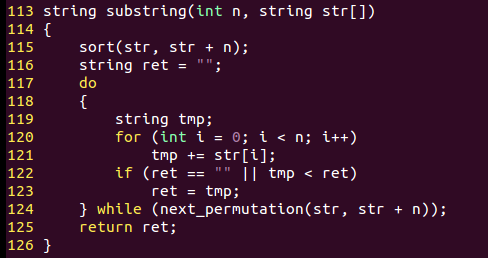 113 string substring(int n, string str[])
114 {
115     sort(str, str + n);
116     string ret = "";
117     do
118     {
119         string tmp;
120         for (int i = 0; i < n; i++)
121             tmp += str[i];
122         if (ret == "" || tmp < ret)
123             ret = tmp;
124     } while (next_permutation(str, str + n));
125     return ret;
126 }